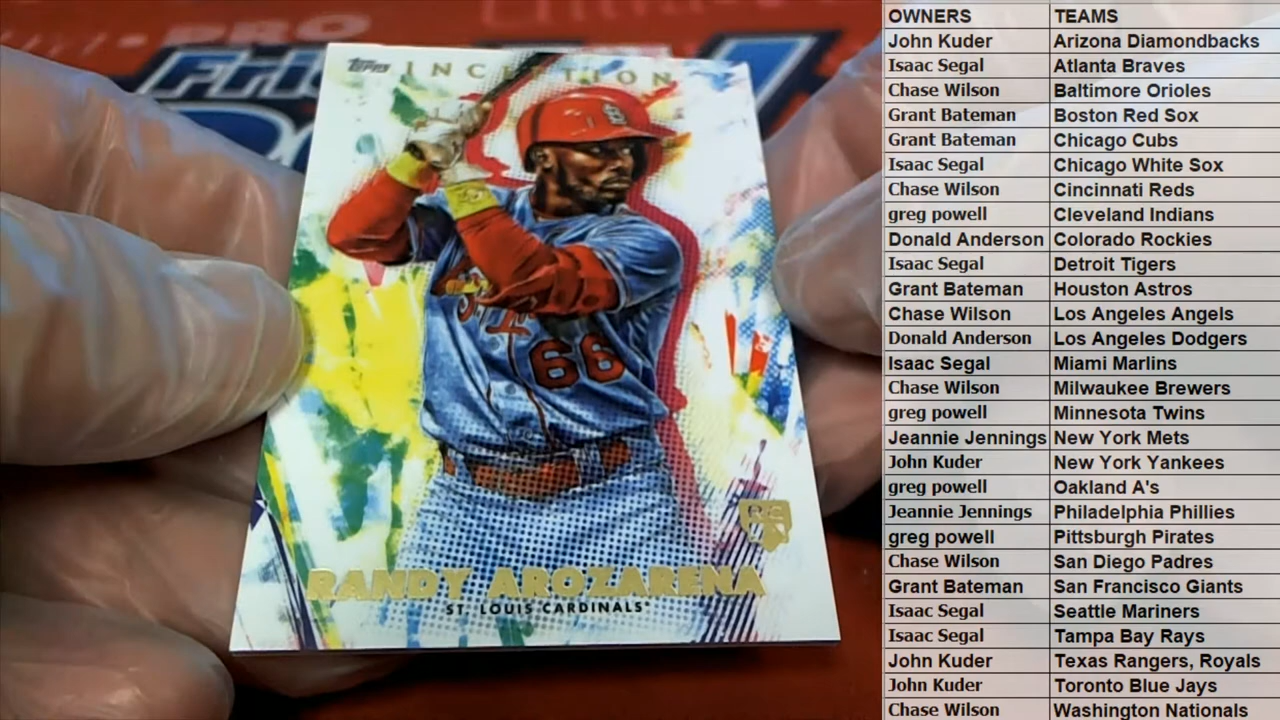 PRO
Topps INCEPTION
66
RC
RANDY AROZARENA
ST. LOUIS CARDINALS
OWNERS TEAMS
John Kuder Arizona Diamondbacks
Isaac Segal Atlanta Braves
Chase Wilson Baltimore Orioles
Grant Bateman Boston Red Sox
Grant Bateman Chicago Cubs
Isaac Segal Chicago White Sox
Chase Wilson Cincinnati Reds
greg powell Cleveland Indians
Donald Anderson Colorado Rockies
Isaac Segal Detroit Tigers
Grant Bateman Houston Astros
Chase Wilson Los Angeles Angels
Donald Anderson Los Angeles Dodgers
Isaac Segal Miami Marlins
Chase Wilson Milwaukee Brewers
greg powell Minnesota Twins
Jeannie Jennings New York Mets
John Kuder New York Yankees
greg powell Oakland A's
Jeannie Jennings Philadelphia Phillies
greg powell Pittsburgh Pirates
Chase Wilson San Diego Padres
Grant Bateman San Francisco Giants
Isaac Segal Seattle Mariners
Isaac Segal Tampa Bay Rays
John Kuder Texas Rangers, Royals
John Kuder Toronto Blue Jays
Chase Wilson Washington Nationals